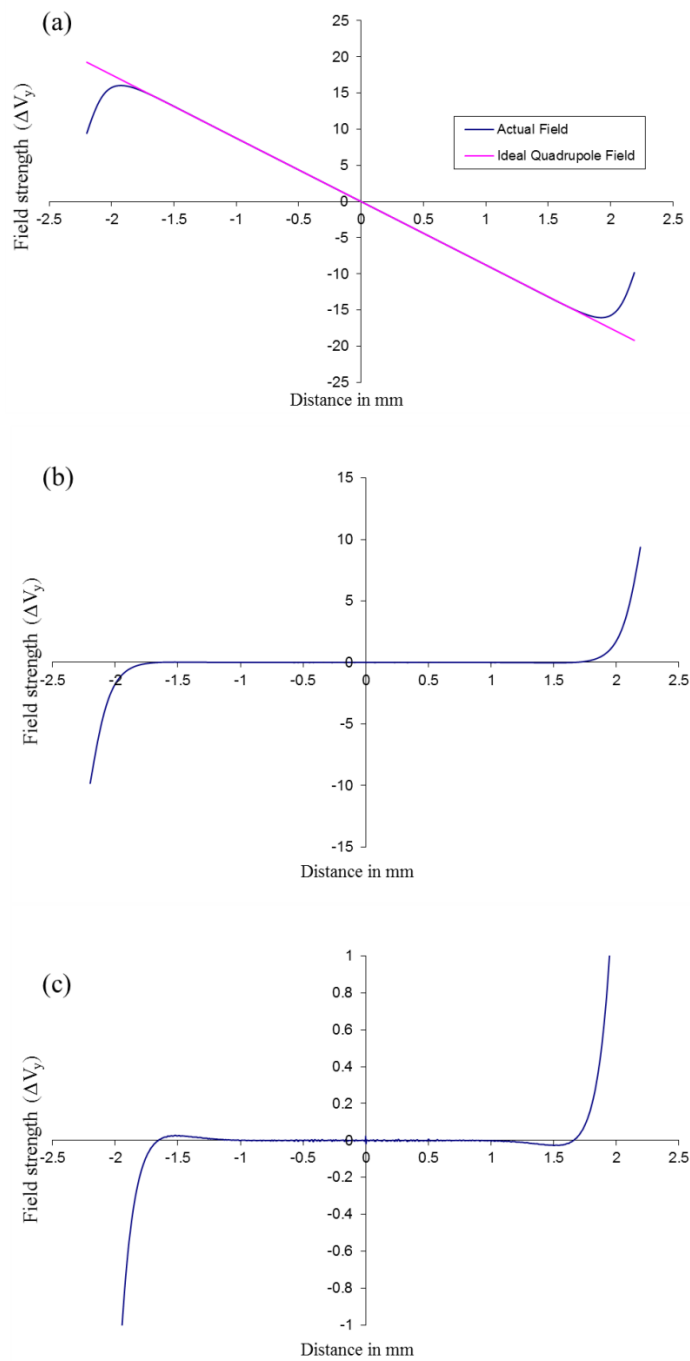 (a)
Field strength (ΔVy)
25
20
15
10
5
0
-5
-10
-15
-20
-25
-2.5 -2 -1.5 -1 -0.5 0 0.5 1 1.5 2 2.5
Actual Field
Ideal Quadrupole Field
Distance in mm
(b)
Field strength (ΔVy)
15
10
5
0
-5
-10
-15
-2.5 -2 -1.5 -1 -0.5 0 0.5 1 1.5 2 2.5
Distance in mm
(c)
Field strength (ΔVy)
1
0.8
0.6
0.4
0.2
0
-0.2
-0.4
-0.6
-0.8
-1
-2.5 -2 -1.5 -1 -0.5 0 0.5 1 1.5 2 2.5
Distance in mm